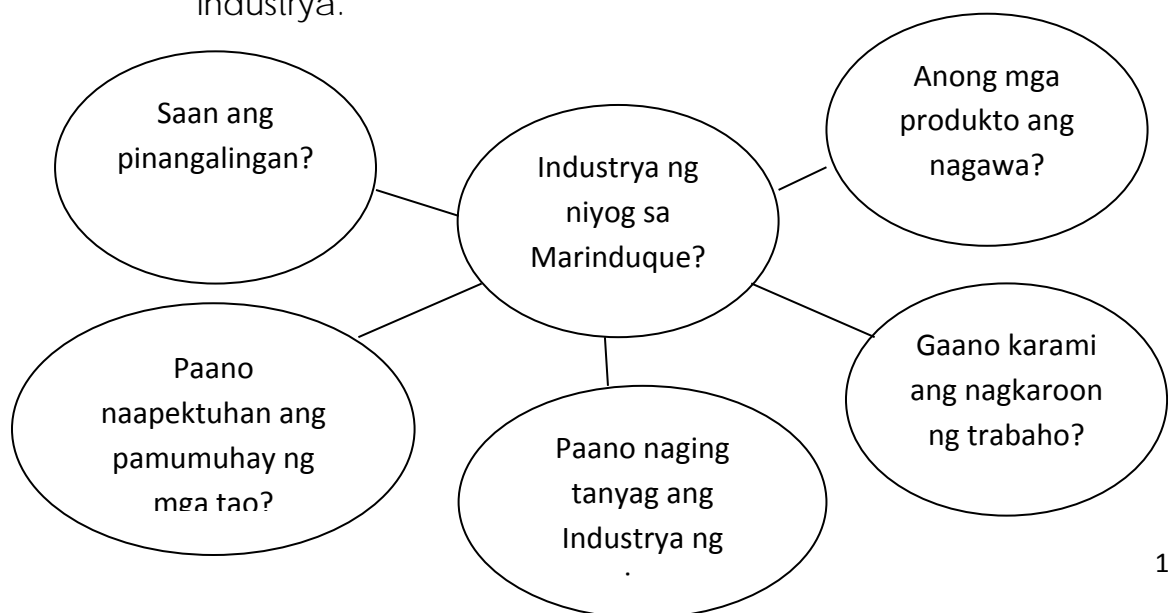 industrya.
Saan ang
pinangalingan?
Industrya ng
niyog sa
Marinduque?
Anong mga
produkto ang
nagawa?
Paano
naapektuhan ang
pamumuhay ng
mga tao?
Paano naging
tanyag ang
Industrya ng
Gaano karami
ang nagkaroon
ng trabaho?
1